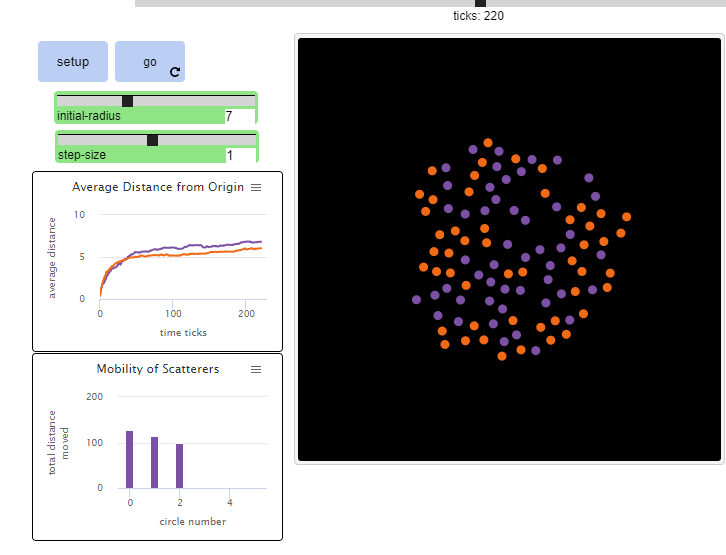 ticks: 220
setup
go
initial-radius 7
step-size 1
Average Distance from Origin
average distance
10
5
0
0 100 200
time ticks
Mobility of Scatterers
total distance
moved
200
100
0
0 2 4
circle number